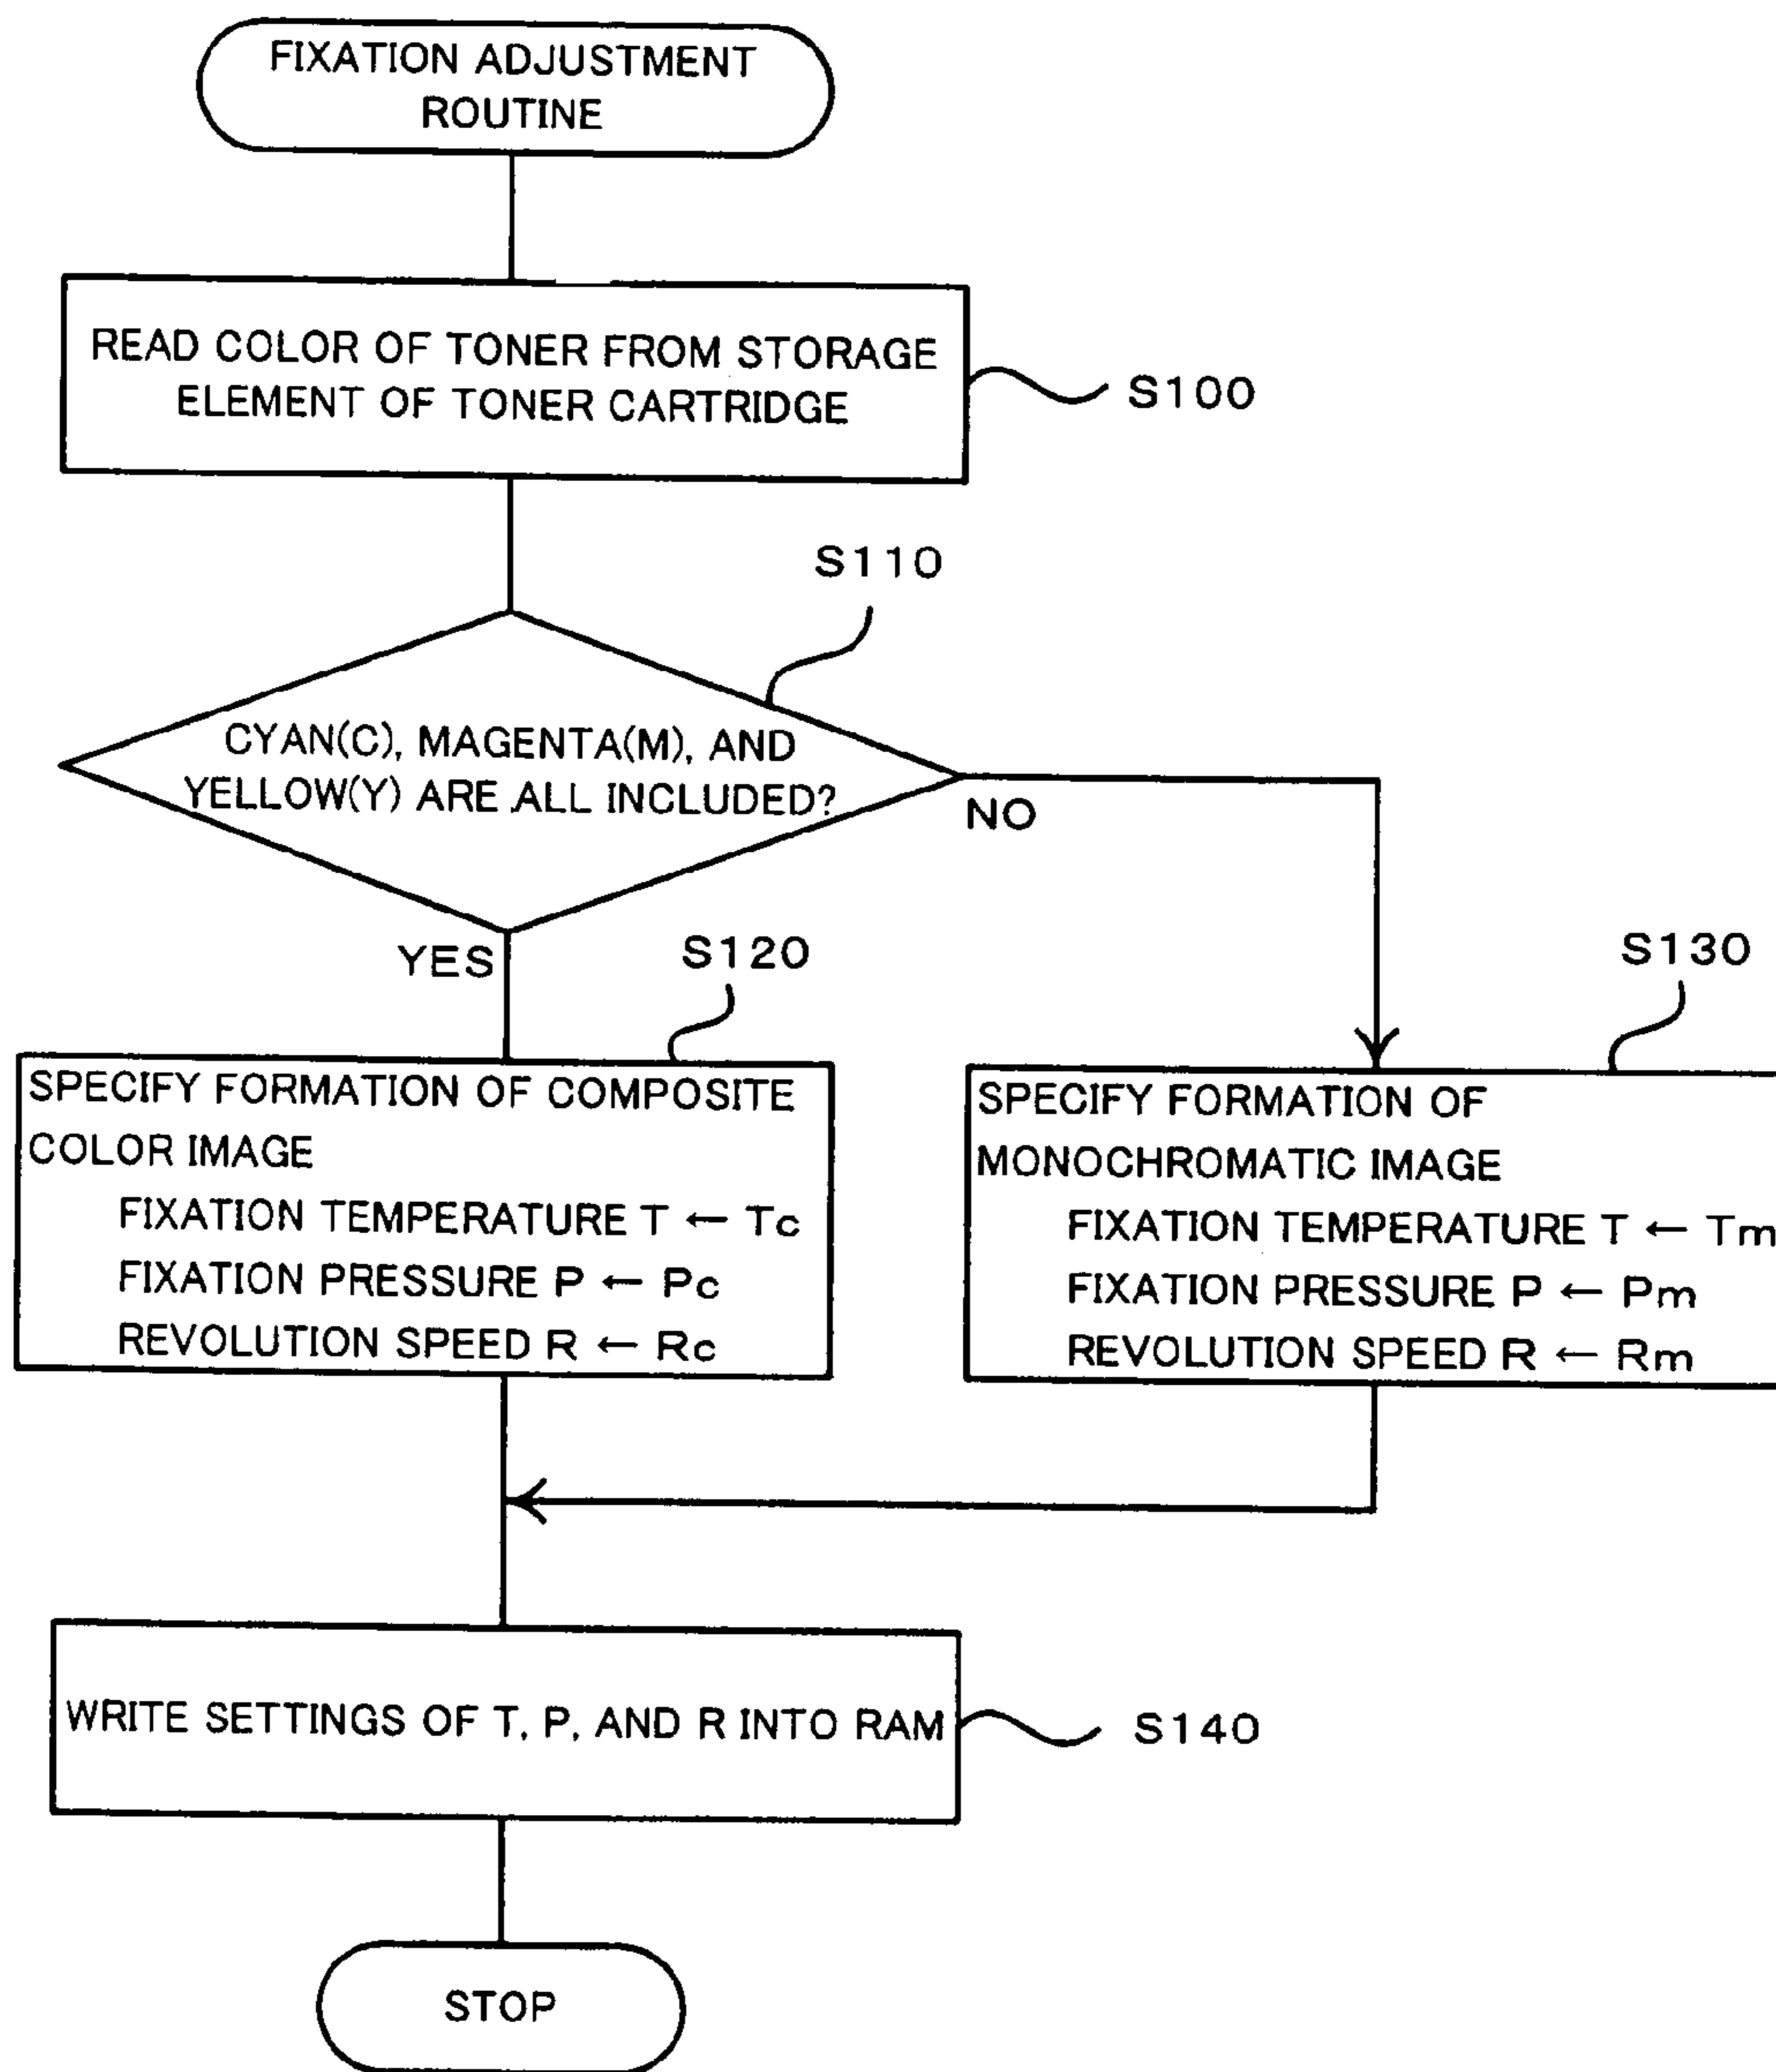 FIXATION ADJUSTMENT
ROUTINE
READ COLOR OF TONER FROM STORAGE
ELEMENT OF TONER CARTRIDGE
S100
S110
CYAN(C), MAGENTA(M), AND
YELLOW(Y) ARE ALL INCLUDED?
NO
YES
S120
S130
SPECIFY FORMATION OF COMPOSITE
COLOR IMAGE
FIXATION TEMPERATURE T ← Tc
FIXATION PRESSURE P ← Pc
REVOLUTION SPEED R ← Rc
SPECIFY FORMATION OF
MONOCHROMATIC IMAGE
FIXATION TEMPERATURE T ← Tm
FIXATION PRESSURE P ← Pm
REVOLUTION SPEED R ← Rm
WRITE SETTINGS OF T, P, AND R INTO RAM
S140
STOP